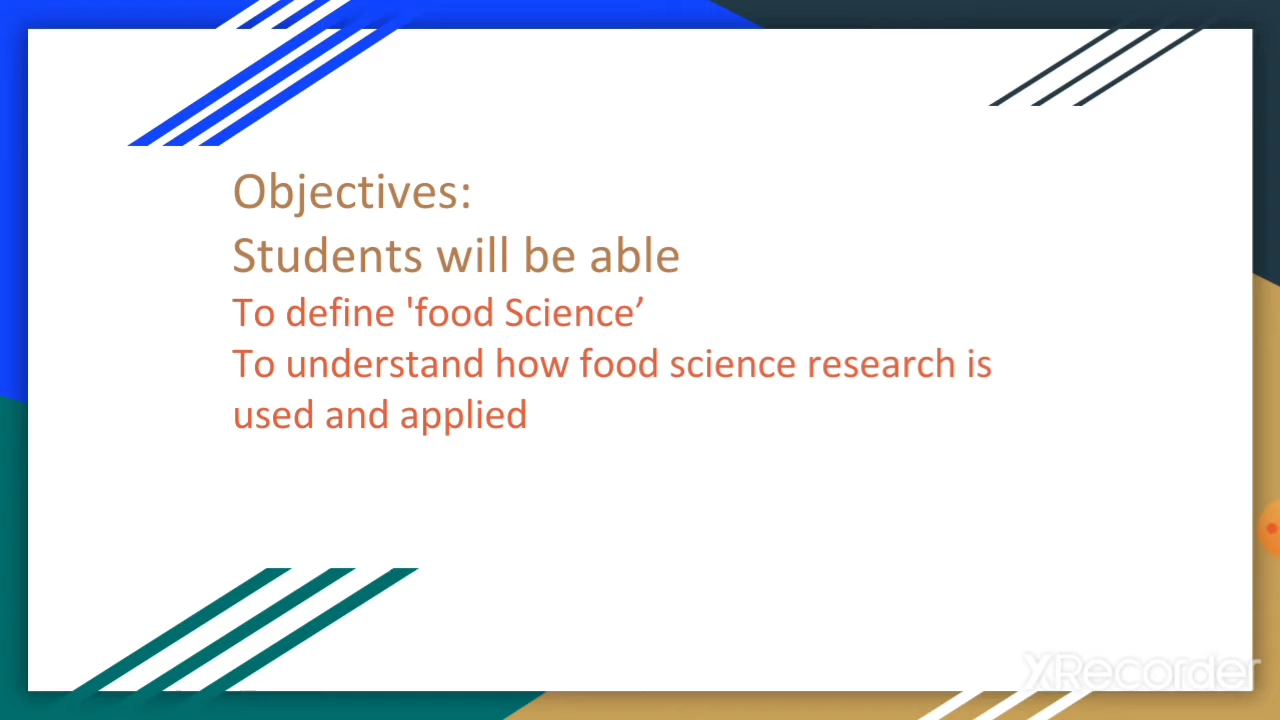 Objectives:
Students will be able
To define 'food Science’
To understand how food science research is
used and applied
XRecorder